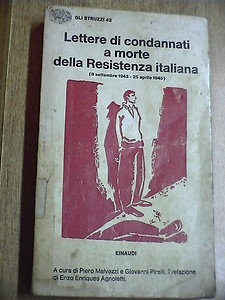 GLI STRUZZI 43
Lettere di condannati
a morte
della Resistenza italiana
(8 settembre 1943 - 25 aprile 1945)
EINAUDI
A cura di Piero Malvezzi e Giovanni Pirelli. Prefazione
di Enzo Enriques Agnoletti.